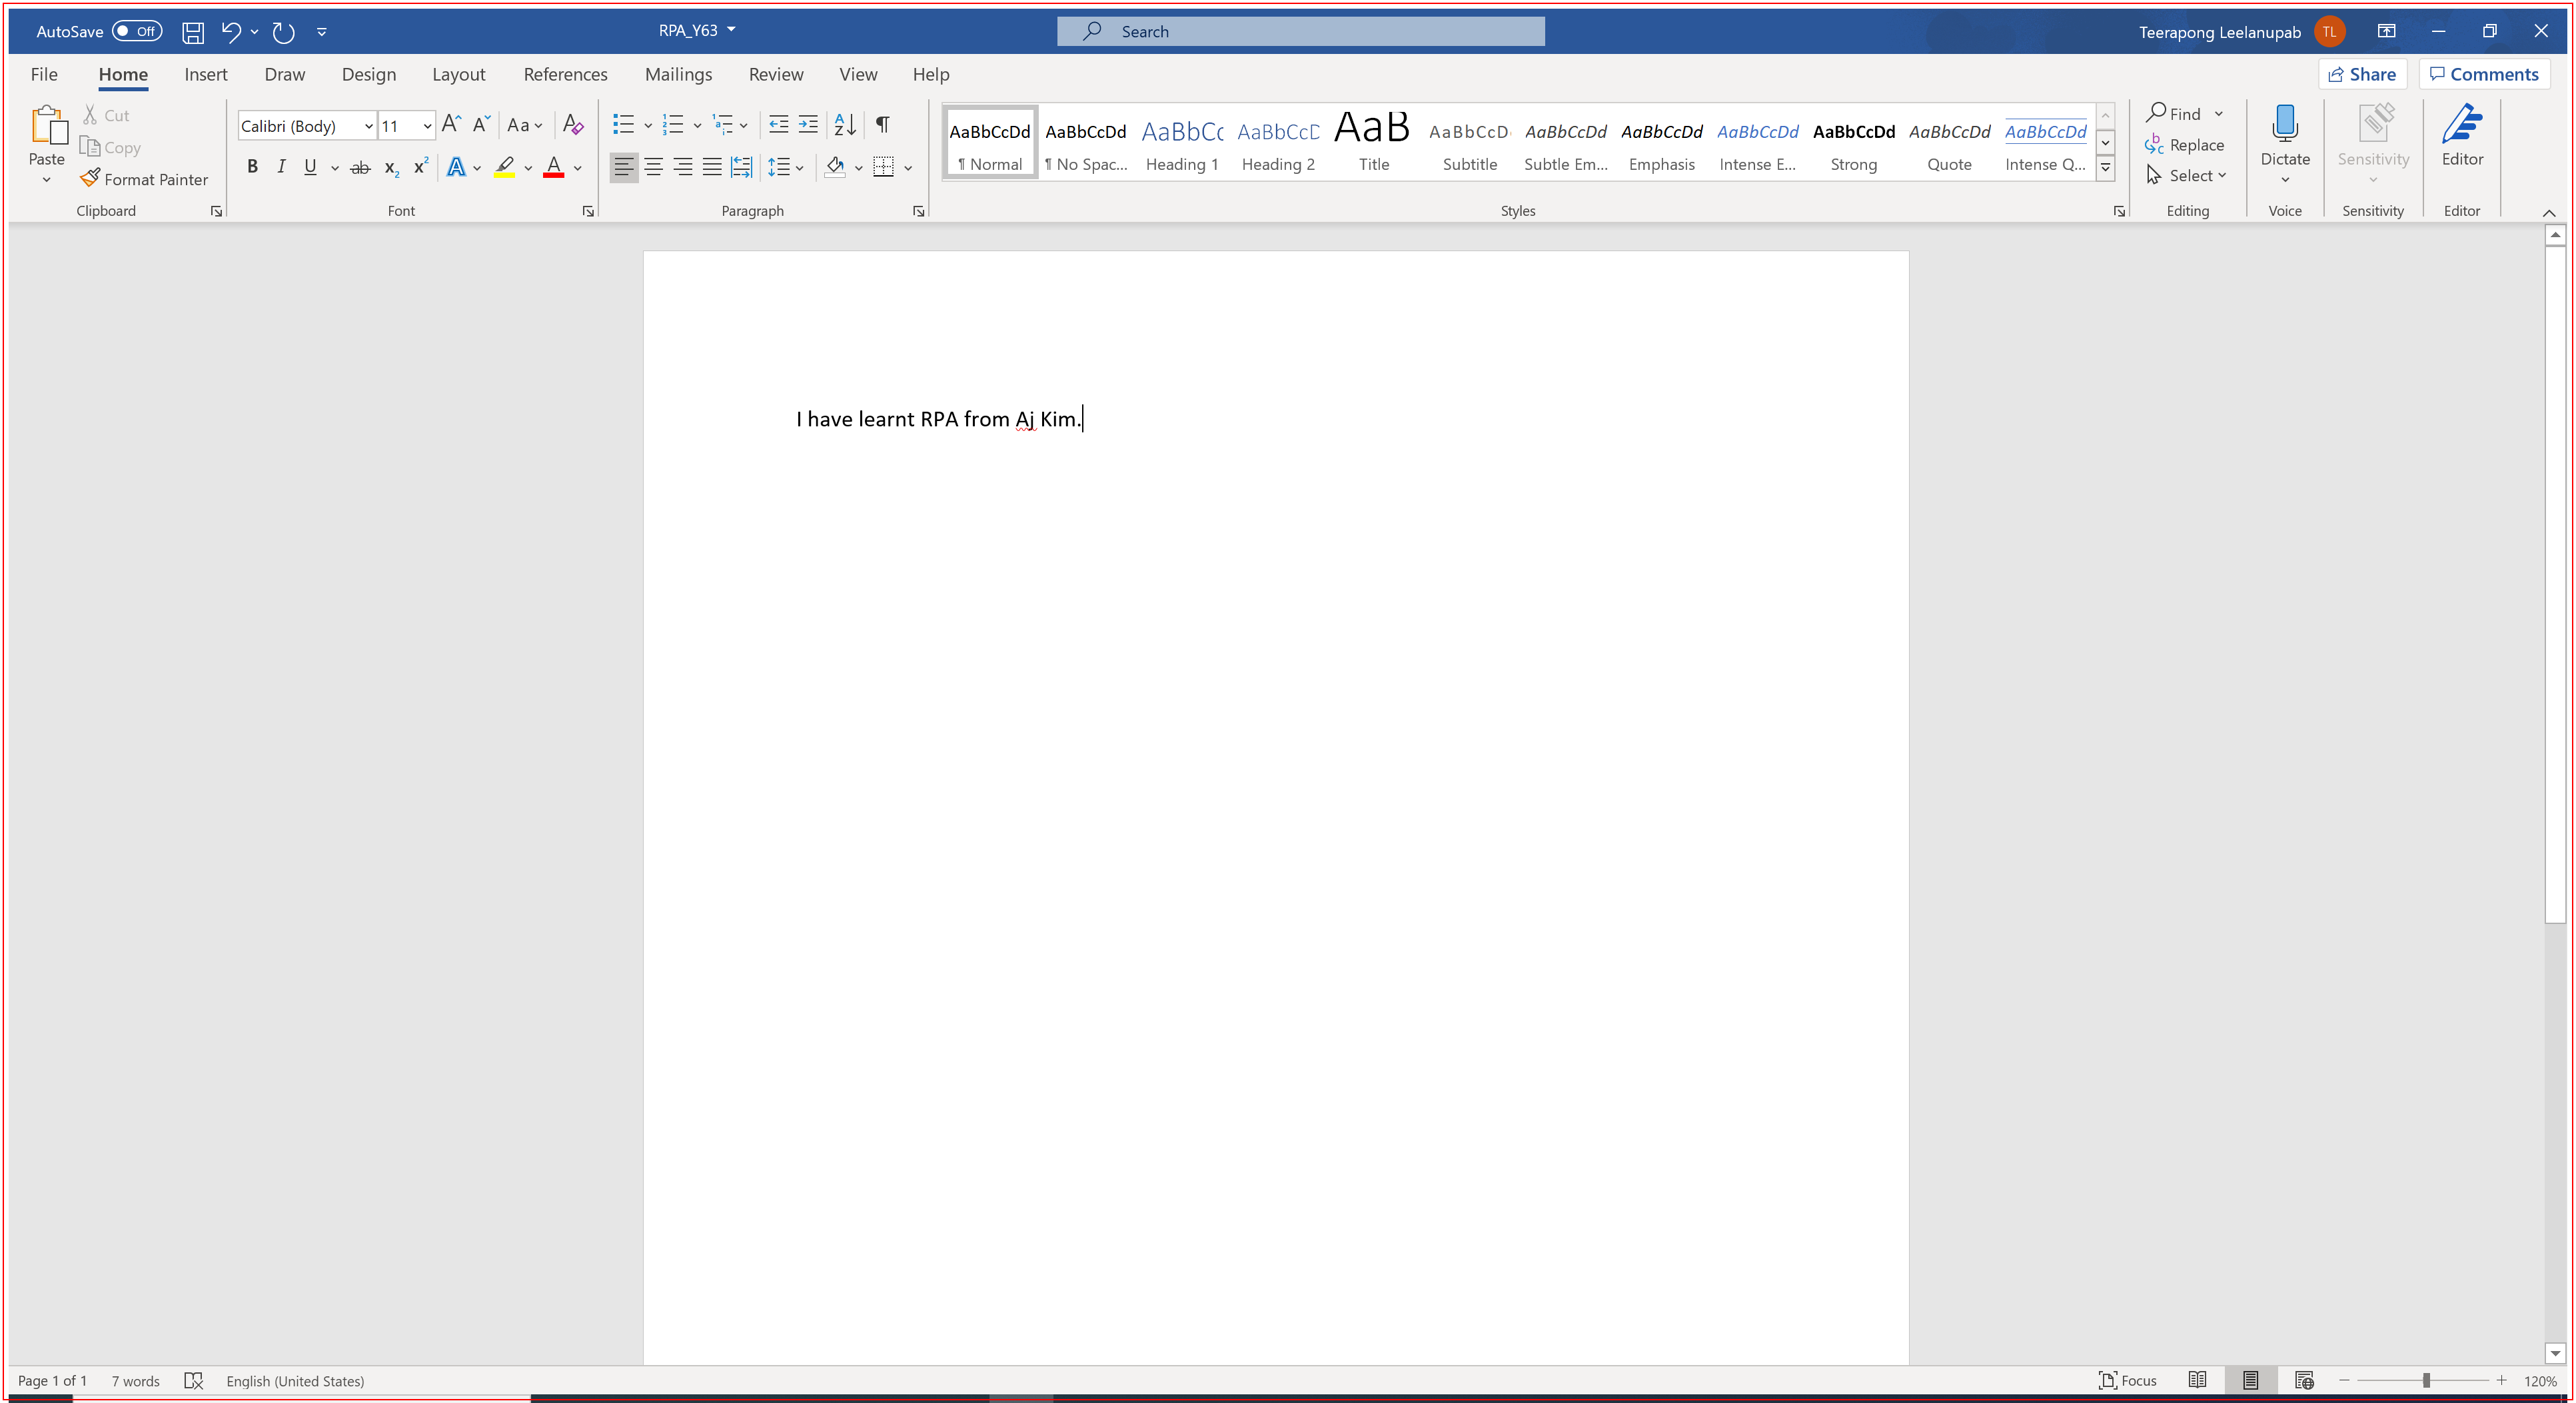 AutoSave Off RPA_Y63 Search Teerapong Leelanupab TL
File Home Insert Draw Design Layout References Mailings Review View Help Share Comments
Paste
Cut
Copy
Format Painter
Clipboard
Calibri (Body) 11
Font
Paragraph
AaBbCcDd AaBbCcDd AaBbCc AaBbCcD AaB AaBbCcD AaBbCcDd AaBbCcDd AaBbCcDd AaBbCcDd AaBbCcDd AaBbCcDd
¶ Normal ¶ No Spac... Heading 1 Heading 2 Title Subtitle Subtle Em... Emphasis Intense E... Strong Quote Intense Q...
Styles
Find
Replace
Select
Editing
Dictate
Voice
Sensitivity
Sensitivity
Editor
Editor
I have learnt RPA from Aj Kim.
Page 1 of 1 7 words English (United States) Focus 120%